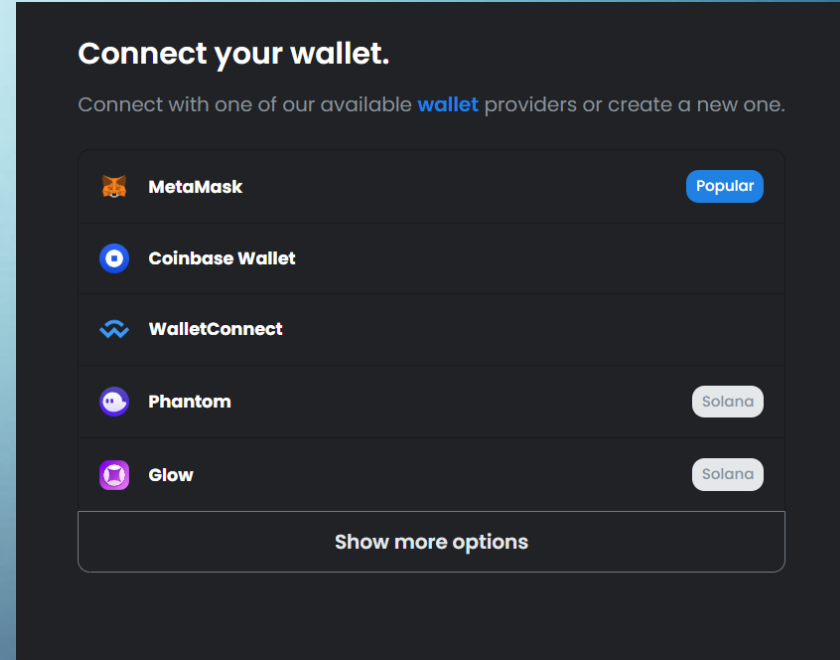 Connect your wallet.
Connect with one of our available wallet providers or create a new one.
MetaMask Popular
Coinbase Wallet
WalletConnect
Phantom Solana
Glow Solana
Show more options